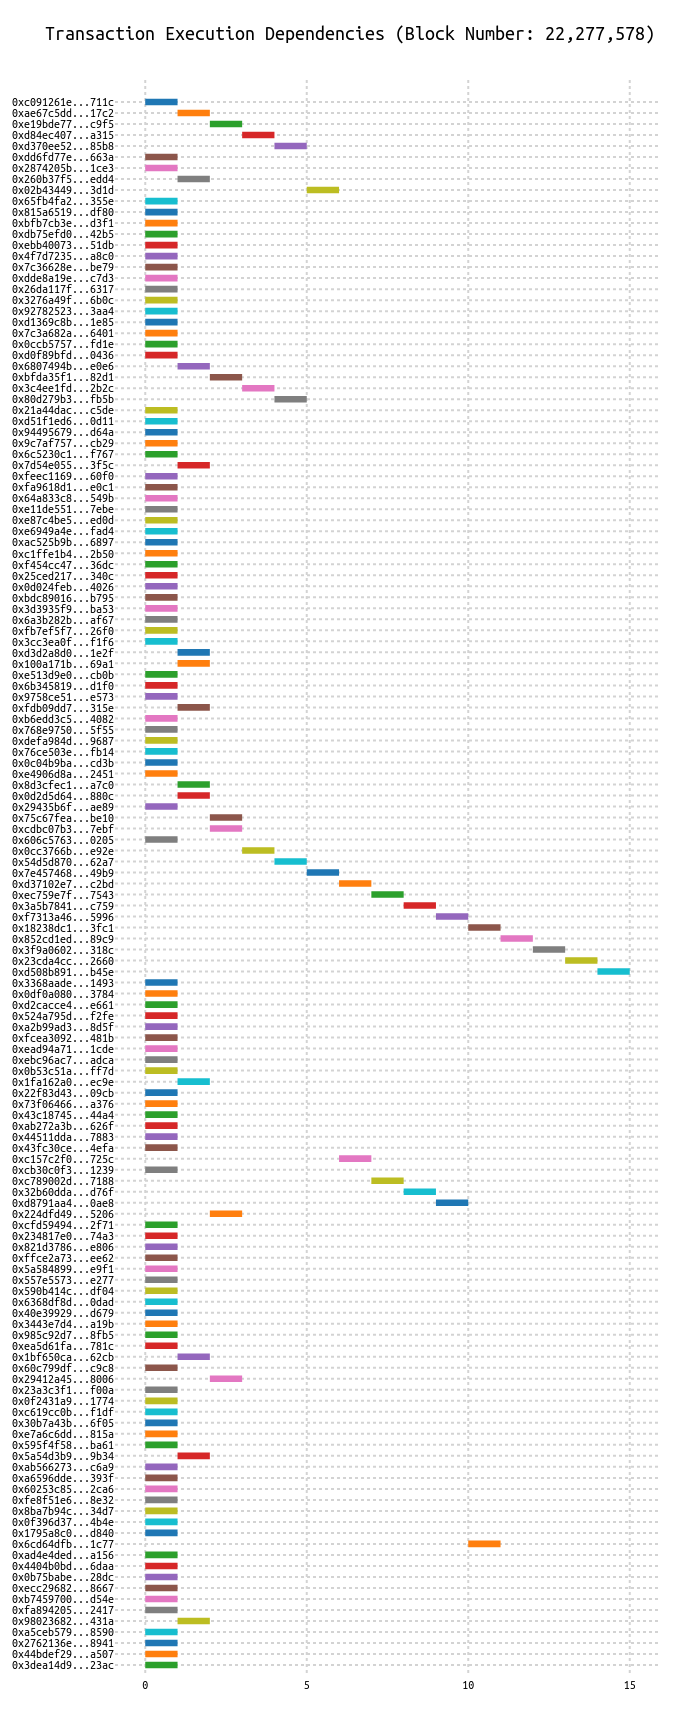 Transaction Execution Dependencies (Block Number: 22,277,578)
0xc091261e...711c
0xae67c5dd...17c2
0xe19bde77...c9f5
0xd84ec407...a315
0xd370ee52...85b8
0xdd6fd77e...663a
0x2874205b...1ce3
0x260b37f5...edd4
0x02b43449...3d1d
0x65fb4fa2...355e
0x815a6519...df80
0xbfb7cb3e...d3f1
0xdb75efd0...42b5
0xebb40073...51db
0x4f7d7235...a8c0
0x7c36628e...be79
0xdde8a19e...c7d3
0x26da117f...6317
0x3276a49f...6b0c
0x92782523...3aa4
0xd1369c8b...1e85
0x7c3a682a...6401
0x0ccb5757...fd1e
0xd0f89bfd...0436
0x6807494b...e0e6
0xbfda35f1...82d1
0x3c4ee1fd...2b2c
0x80d279b3...fb5b
0x21a44dac...c5de
0xd51f1ed6...0d11
0x94495679...d64a
0x9c7af757...cb29
0x6c5230c1...f767
0x7d54e055...3f5c
0xfeec1169...60f0
0xfa9618d1...e0c1
0x64a833c8...549b
0xe11de551...7ebe
0xe87c4be5...ed0d
0xe6949a4e...fad4
0xac525b9b...6897
0xc1ffe1b4...2b50
0xf454cc47...36dc
0x25ced217...340c
0x0d024feb...4026
0xbdc89016...b795
0x3d3935f9...ba53
0x6a3b282b...af67
0xfb7ef5f7...26f0
0x3cc3ea0f...f1f6
0xd3d2a8d0...1e2f
0x100a171b...69a1
0xe513d9e0...cb0b
0x6b345819...d1f0
0x9758ce51...e573
0xfdb09dd7...315e
0xb6edd3c5...4082
0x768e9750...5f55
0xdefa984d...9687
0x76ce503e...fb14
0x0c04b9ba...cd3b
0xe4906d8a...2451
0x8d3cfec1...a7c0
0x0d2d5d64...880c
0x29435b6f...ae89
0x75c67fea...be10
0xcdbc07b3...7ebf
0x606c5763...0205
0x0cc3766b...e92e
0x54d5d870...62a7
0x7e457468...49b9
0xd37102e7...c2bd
0xec759e7f...7543
0x3a5b7841...c759
0xf7313a46...5996
0x18238dc1...3fc1
0x852cd1ed...89c9
0x3f9a0602...318c
0x23cda4cc...2660
0xd508b891...b45e
0x3368aade...1493
0x0df0a080...3784
0xd2cacce4...e661
0x524a795d...f2fe
0xa2b99ad3...8d5f
0xfcea3092...481b
0xead94a71...1cde
0xebc96ac7...adca
0x0b53c51a...ff7d
0x1fa162a0...ec9e
0x22f83d43...09cb
0x73f06466...a376
0x43c18745...44a4
0xab272a3b...626f
0x44511dda...7883
0x43fc30ce...4efa
0xc157c2f0...725c
0xcb30c0f3...1239
0xc789002d...7188
0x32b60dda...d76f
0xd8791aa4...0ae8
0x224dfd49...5206
0xcfd59494...2f71
0x234817e0...74a3
0x821d3786...e806
0xffce2a73...ee62
0x5a584899...e9f1
0x557e5573...e277
0x590b414c...df04
0x6368df8d...0dad
0x40e39929...d679
0x3443e7d4...a19b
0x985c92d7...8fb5
0xea5d61fa...781c
0x1bf650ca...62cb
0x60c799df...c9c8
0x29412a45...8006
0x23a3c3f1...f00a
0x0f2431a9...1774
0xc619cc0b...f1df
0x30b7a43b...6f05
0xe7a6c6dd...815a
0x595f4f58...ba61
0x5a54d3b9...9b34
0xab566273...c6a9
0xa6596dde...393f
0x60253c85...2ca6
0xfe8f51e6...8e32
0x8ba7b94c...34d7
0x0f396d37...4b4e
0x1795a8c0...d840
0x6cd64dfb...1c77
0xad4e4ded...a156
0x4404b0bd...6daa
0x0b75babe...28dc
0xecc29682...8667
0xb7459700...d54e
0xfa894205...2417
0x98023682...431a
0xa5ceb579...8590
0x2762136e...8941
0x44bdef29...a507
0x3dea14d9...23ac
0 5 10 15